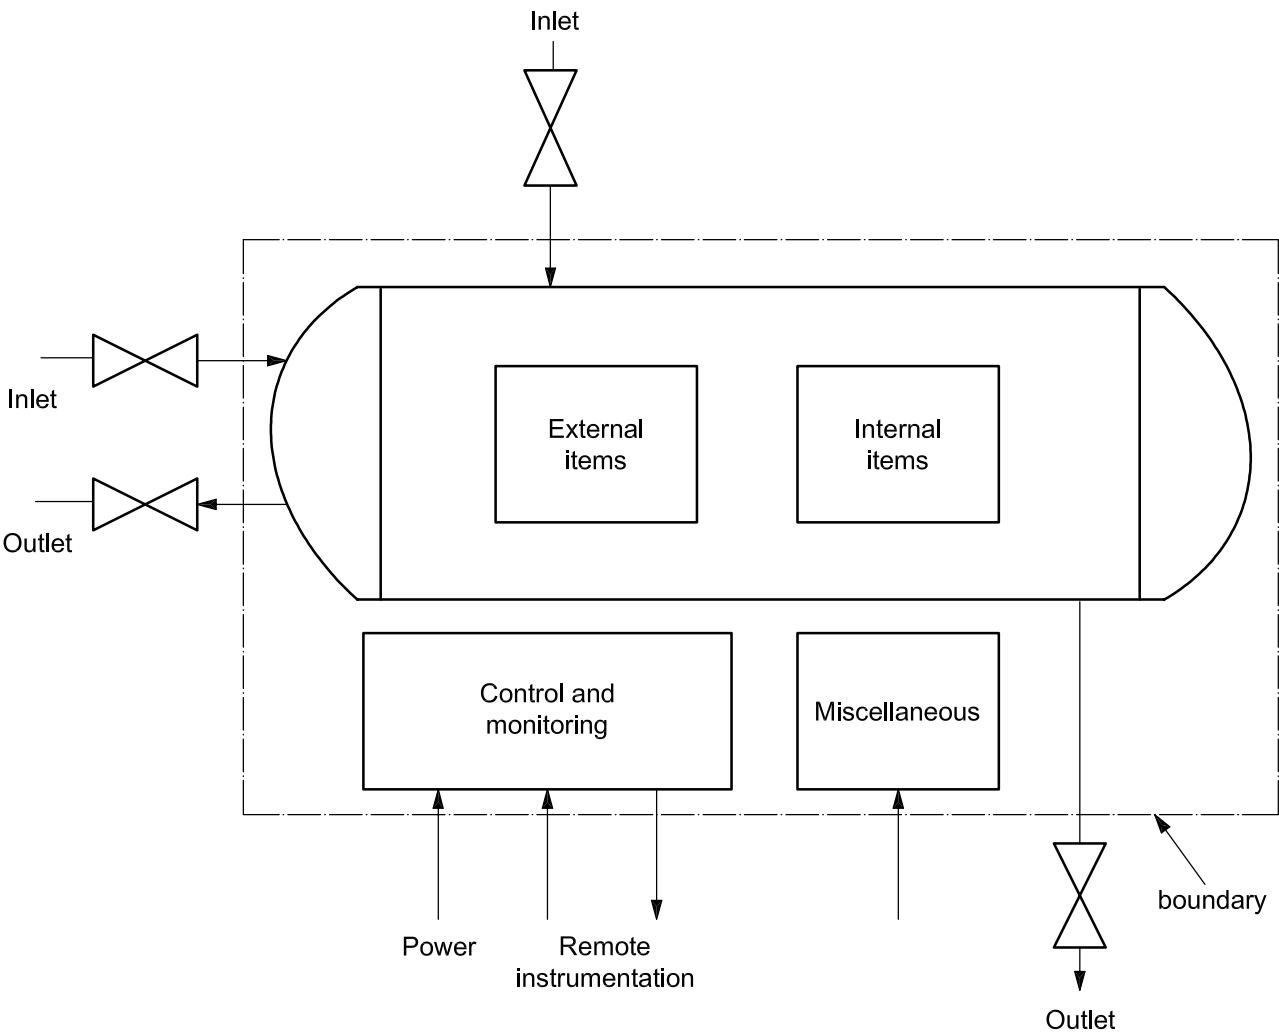 Inlet
Inlet
Outlet
External
items
Internal
items
Control and
monitoring
Miscellaneous
boundary
Power
Remote
instrumentation
Outlet